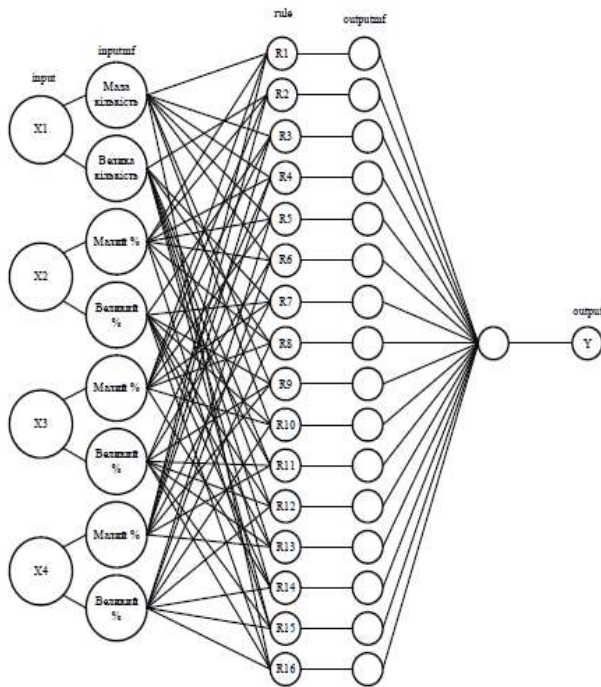 rule
outputmf
inputmf
input
R1
Мала
кількість
R2
X1
R3
Велика
кількість
R4
R5
Малий %
R6
X2
R7
Великий
%
output
R8
Y
Малий %
R9
X3
R10
Великий
%
R11
R12
Малий %
R13
X4
R14
Великий
%
R15
R16